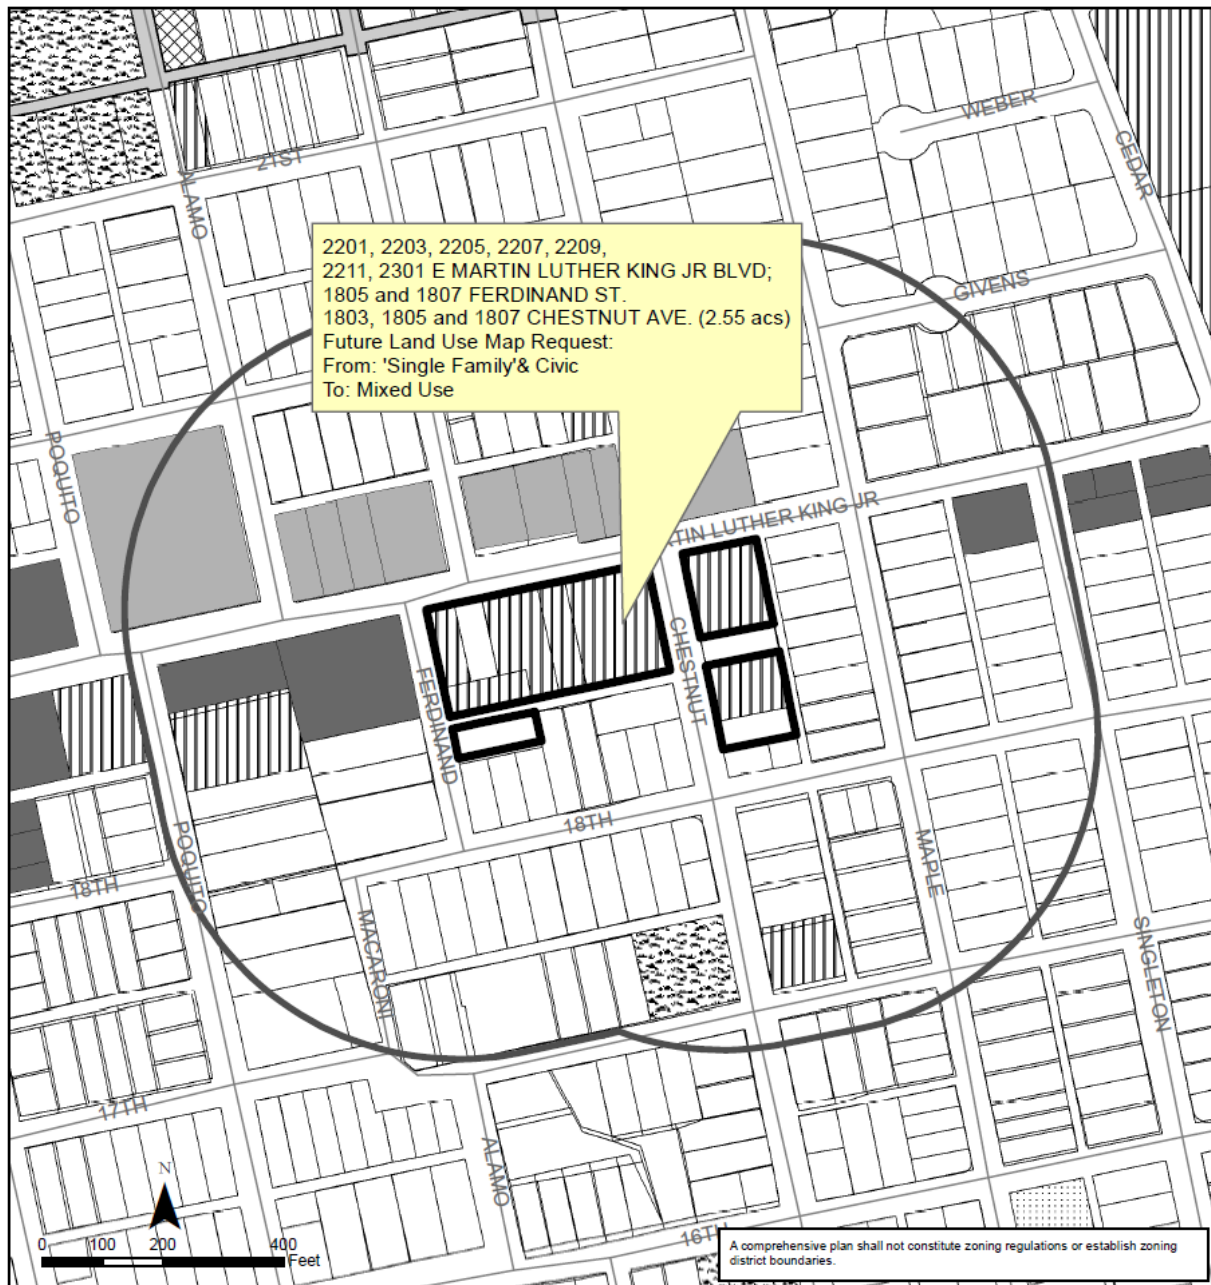 WEBER
CEDAR
21ST
ALAMO
2201, 2203, 2205, 2207, 2209,
2211, 2301 E MARTIN LUTHER KING JR BLVD;
1805 and 1807 FERDINAND ST.
1803, 1805 and 1807 CHESTNUT AVE. (2.55 acs)
Future Land Use Map Request:
From: 'Single Family'& Civic
To: Mixed Use
GIVENS
POQUITO
TIN LUTHER KING JR
CHESTNUT
FERDINAND
18TH
MAPLE
POQUITO
18TH
MACARONI
SINGLETON
17TH
ALAMO
N
0 100 200 400
Feet
16TH
A comprehensive plan shall not constitute zoning regulations or establish zoning
district boundaries.